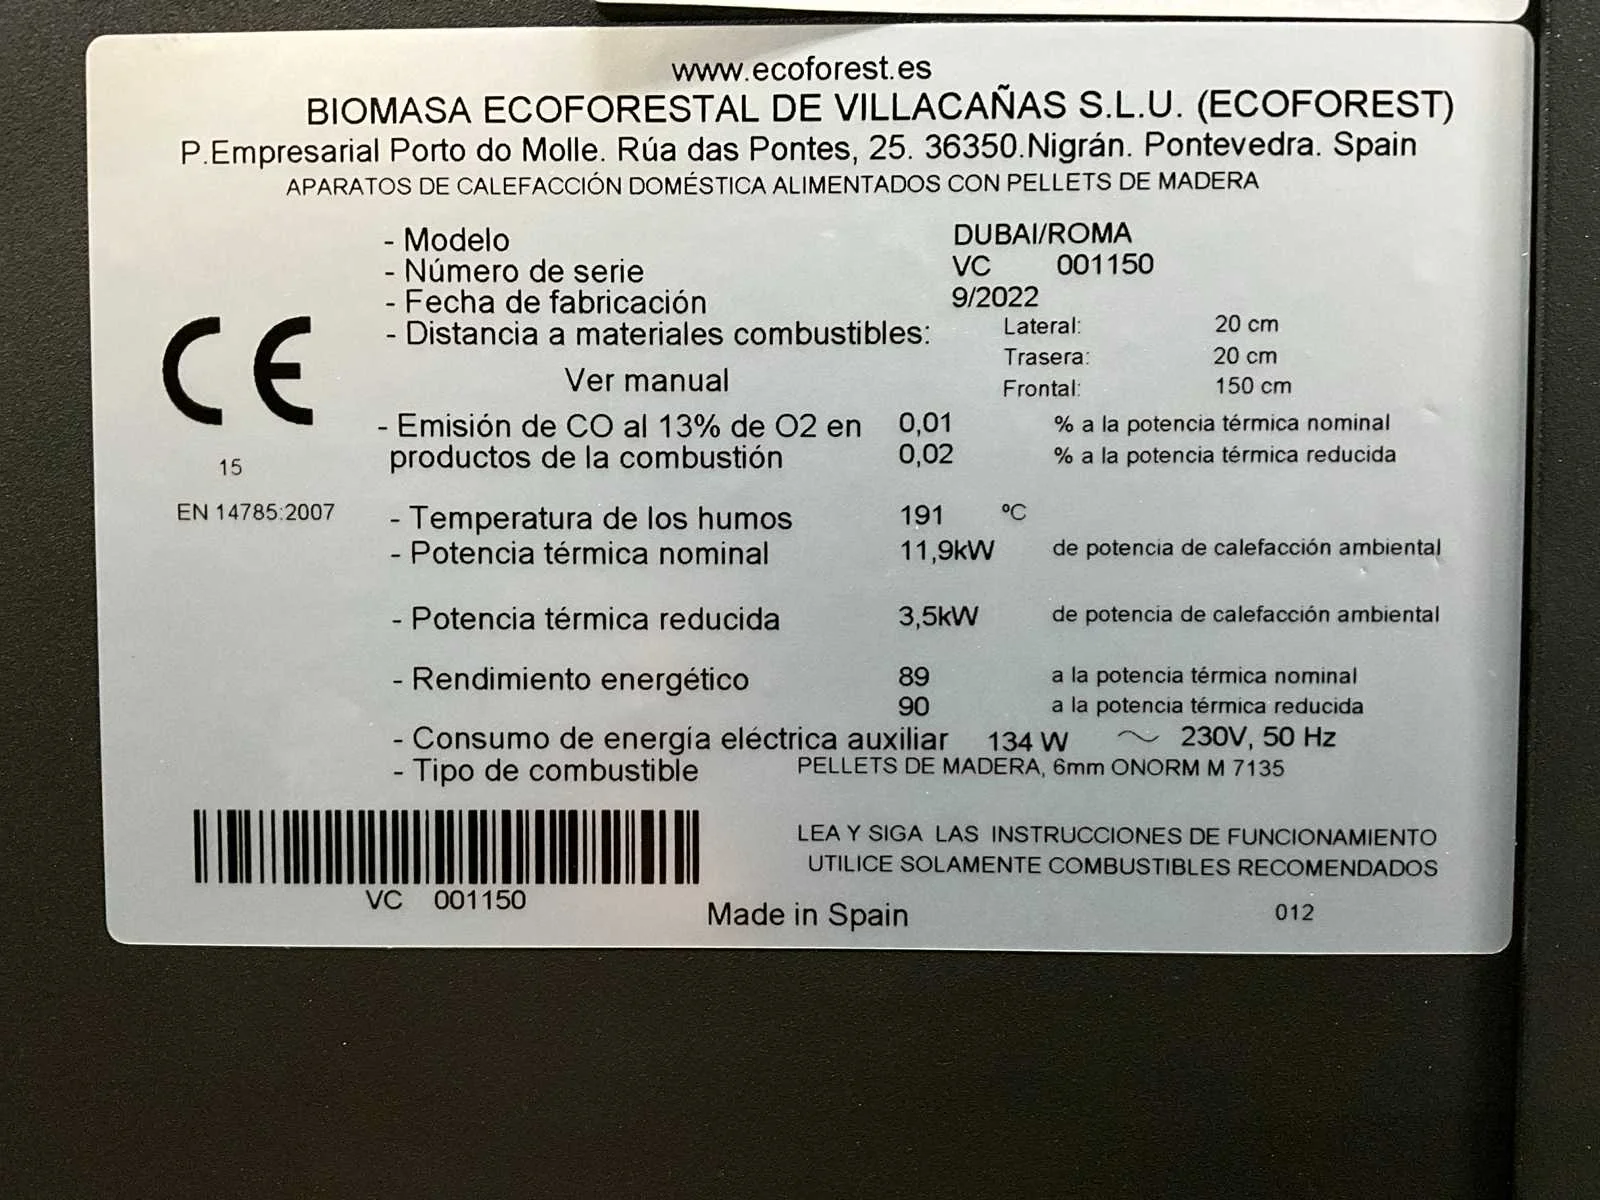 www.ecoforest.es
BIOMASA ECOFORESTAL DE VILLACAÑAS S.L.U. (ECOFOREST)
P.Empresarial Porto do Molle. Rúa das Pontes, 25. 36350.Nigrán. Pontevedra. Spain
APARATOS DE CALEFACCIÓN DOMÉSTICA ALIMENTADOS CON PELLETS DE MADERA
- Modelo DUBAI/ROMA
- Número de serie VC 001150
- Fecha de fabricación 9/2022
- Distancia a materiales combustibles: Lateral: 20 cm
Trasera: 20 cm
Ver manual Frontal: 150 cm
CE
15
EN 14785:2007
- Emisión de CO al 13% de O2 en 0,01 % a la potencia térmica nominal
productos de la combustión 0,02 % a la potencia térmica reducida
- Temperatura de los humos 191 ºC
- Potencia térmica nominal 11,9kW de potencia de calefacción ambiental
- Potencia térmica reducida 3,5kW de potencia de calefacción ambiental
- Rendimiento energético 89 a la potencia térmica nominal
90 a la potencia térmica reducida
- Consumo de energía eléctrica auxiliar 134 W ~ 230V, 50 Hz
- Tipo de combustible PELLETS DE MADERA, 6mm ONORM M 7135
LEA Y SIGA LAS INSTRUCCIONES DE FUNCIONAMIENTO
UTILICE SOLAMENTE COMBUSTIBLES RECOMENDADOS
VC 001150
Made in Spain 012